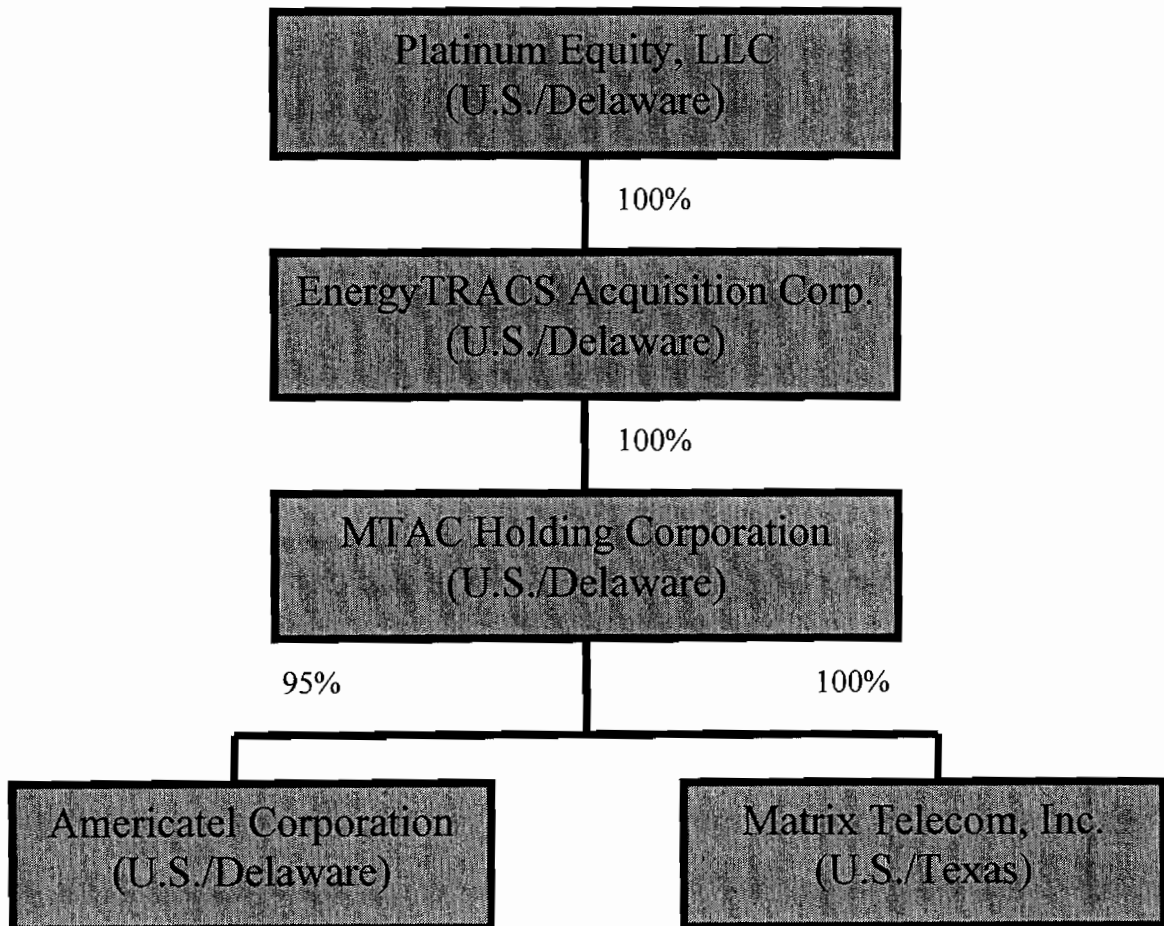 Platinum Equity, LLC
(U.S./Delaware)
100%
EnergyTRACS Acquisition Corp.
(U.S./Delaware)
100%
MTAC Holding Corporation
(U.S./Delaware)
95%
100%
Americatel Corporation
(U.S./Delaware)
Matrix Telecom, Inc.
(U.S./Texas)